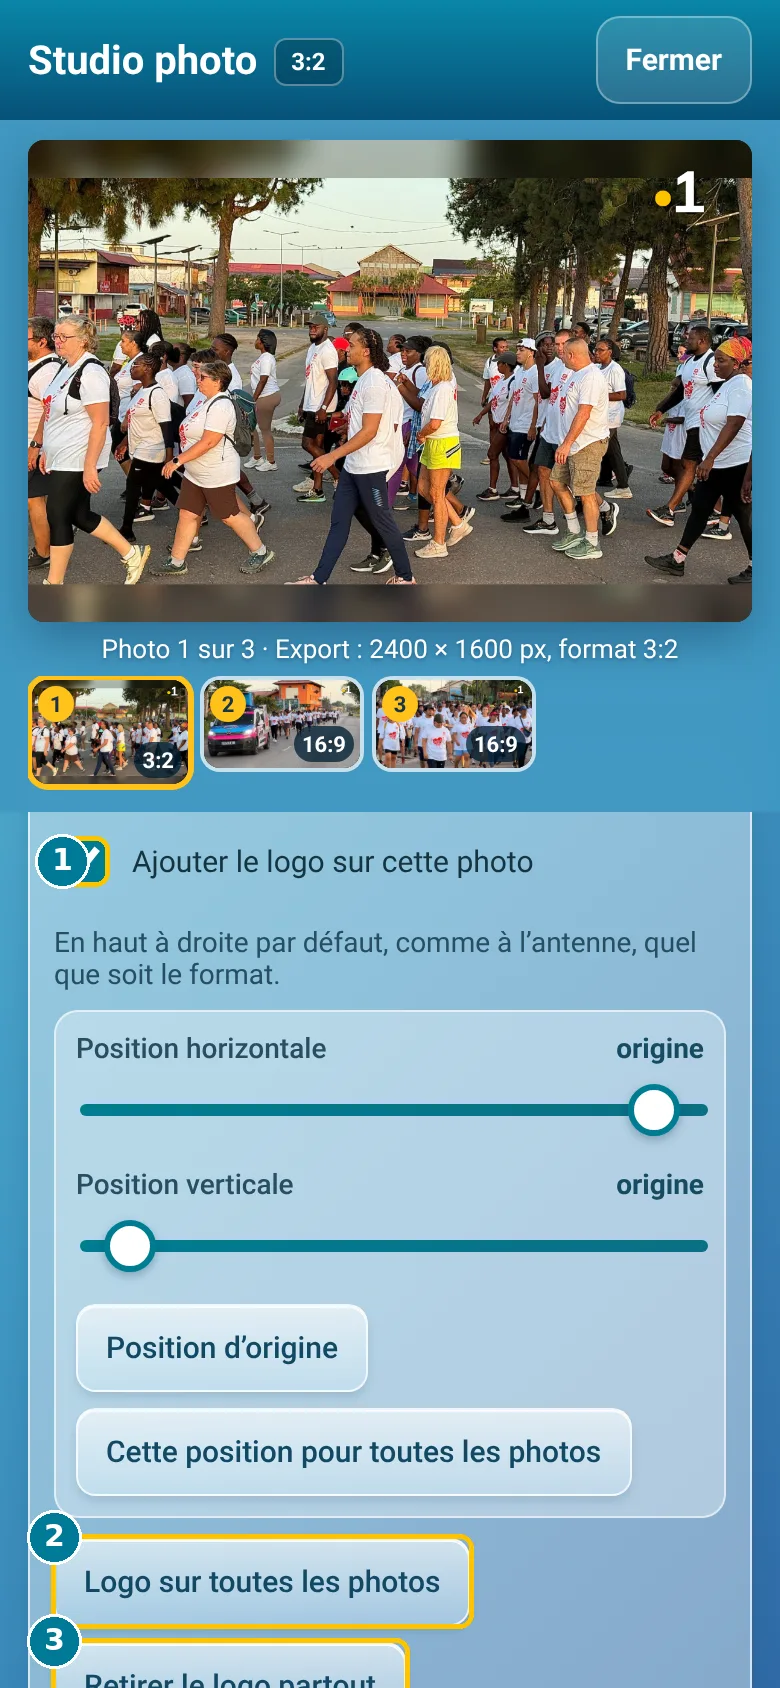 Studio photo
3:2
Fermer
1
Photo 1 sur 3 · Export : 2400 × 1600 px, format 3:2
1
3:2
2
16:9
3
16:9
1
Ajouter le logo sur cette photo
En haut à droite par défaut, comme à l’antenne, quel
que soit le format.
Position horizontale
origine
Position verticale
origine
Position d’origine
Cette position pour toutes les photos
2
Logo sur toutes les photos
3
Retirer le logo partout